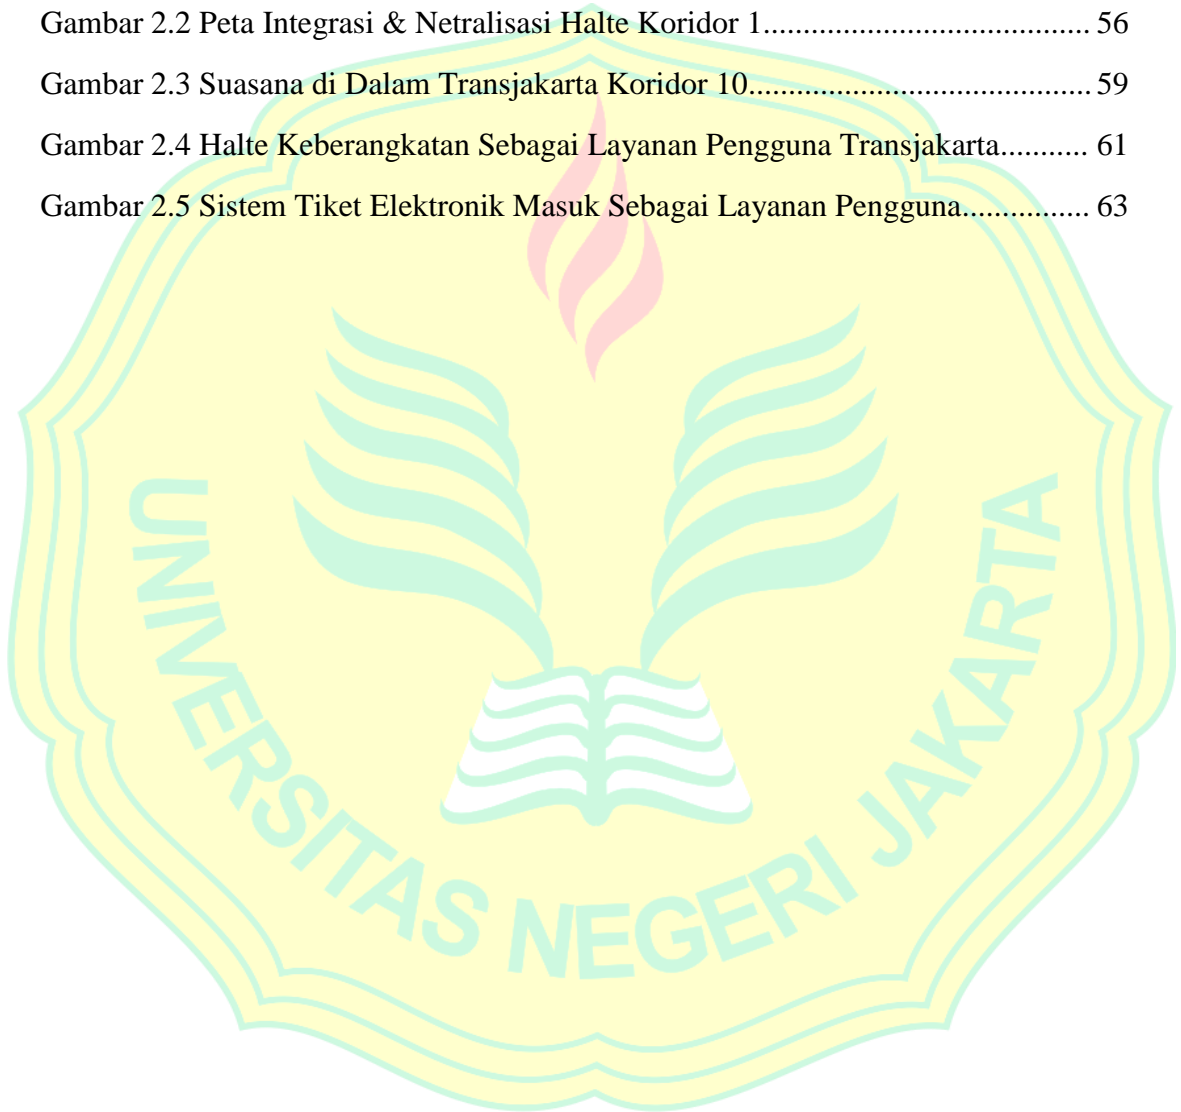 Gambar 2.2 Peta Integrasi & Netralisasi Halte Koridor 1......................................... 56
Gambar 2.3 Suasana di Dalam Transjakarta Koridor 10........................................... 59
Gambar 2.4 Halte Keberangkatan Sebagai Layanan Pengguna Transjakarta........... 61
Gambar 2.5 Sistem Tiket Elektronik Masuk Sebagai Layanan Pengguna................ 63
UNIVERSITAS NEGERI JAKARTA